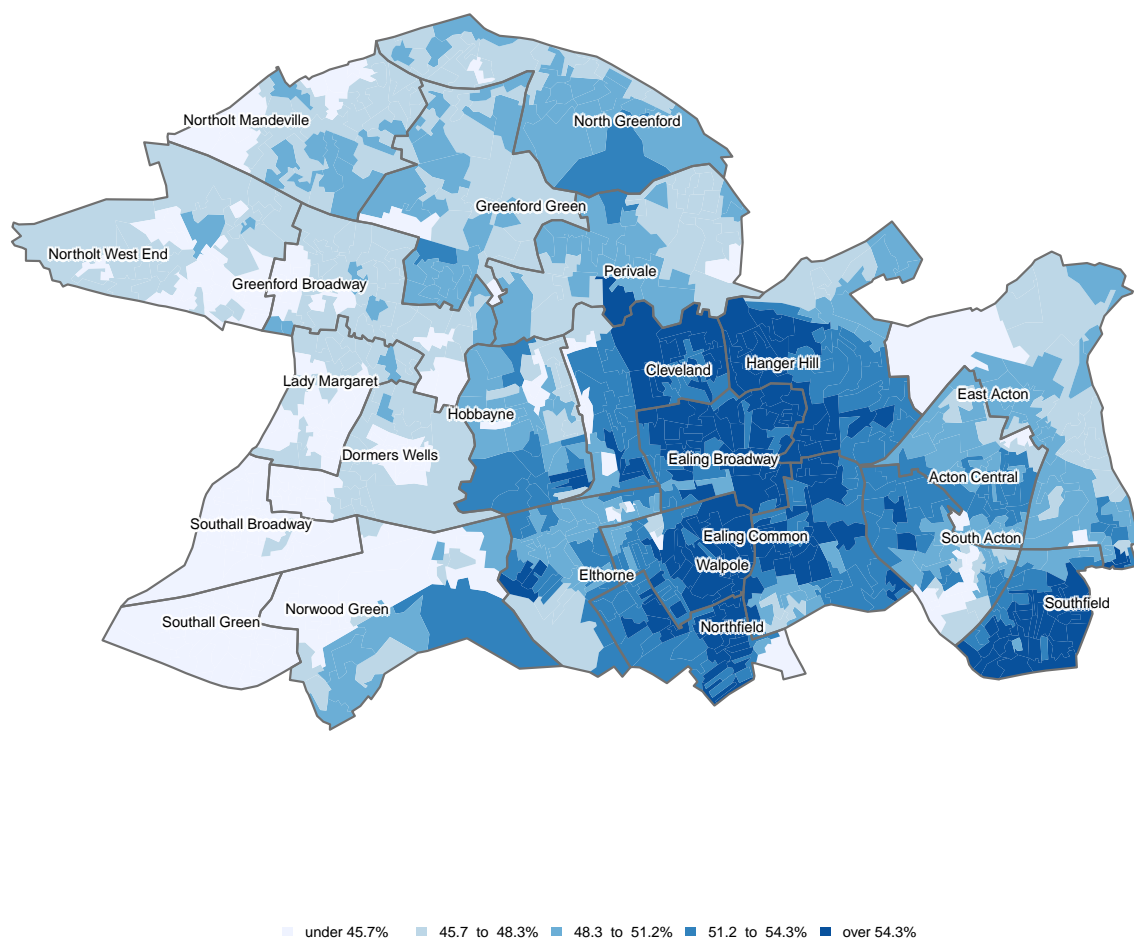 Northolt Mandeville
North Greenford
Greenford Green
Northolt West End
Perivale
Greenford Broadway
Cleveland
Hanger Hill
Lady Margaret
East Acton
Hobbayne
Dormers Wells
Ealing Broadway
Acton Central
Southall Broadway
Ealing Common
South Acton
Walpole
Elthorne
Southfield
Norwood Green
Southall Green
Northfield
under 45.7% 45.7 to 48.3% 48.3 to 51.2% 51.2 to 54.3% over 54.3%